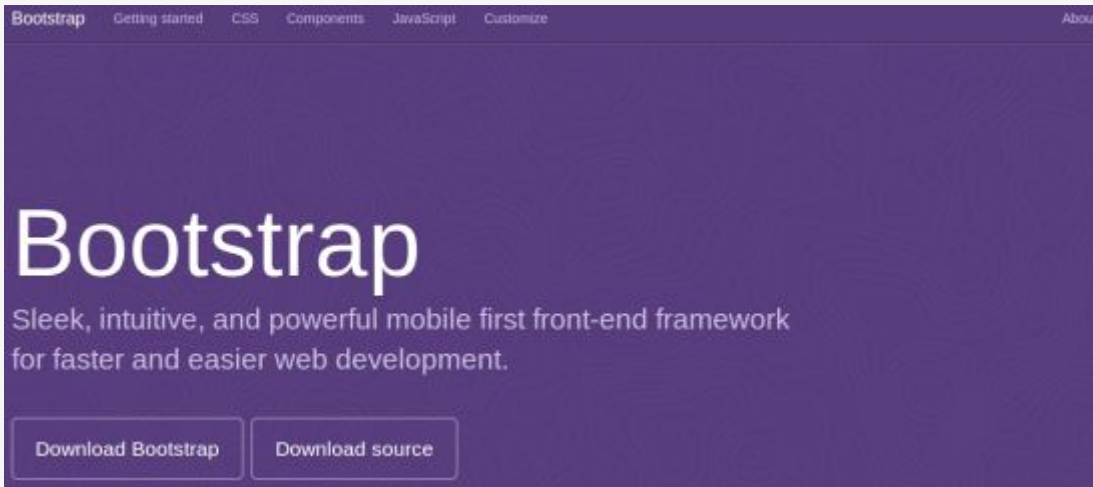 Bootstrap Getting started CSS Components JavaScript Customize Abou
Bootstrap
Sleek, intuitive, and powerful mobile first front-end framework
for faster and easier web development.
Download Bootstrap Download source